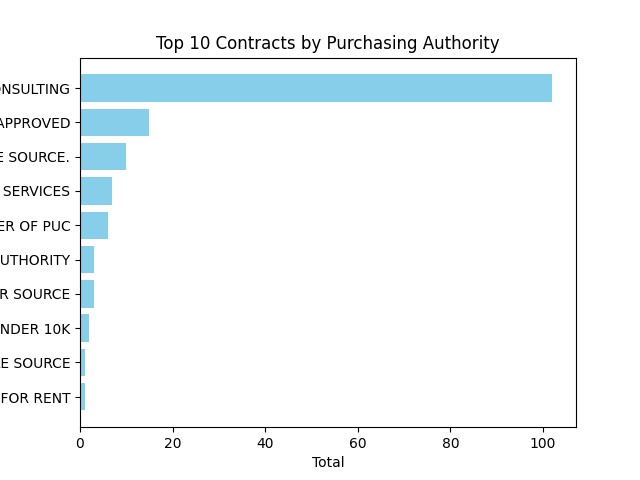 Top 10 Contracts by Purchasing Authority
ONSULTING
APPROVED
E SOURCE.
SERVICES
ER OF PUC
UTHORITY
R SOURCE
NDER 10K
E SOURCE
FOR RENT
0 20 40 60 80 100
Total